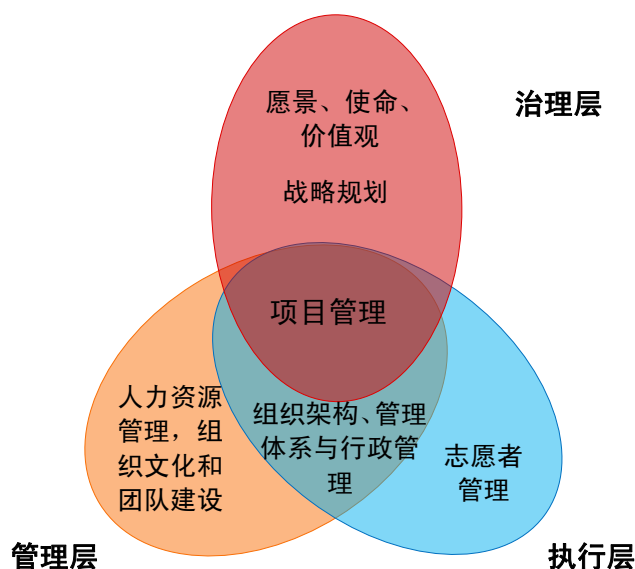 愿景、使命、
价值观
治理层
战略规划
项目管理
人力资源
管理，组
织文化和
团队建设
组织架构、管理
体系与行政管
理
志愿者
管理
管理层
执行层